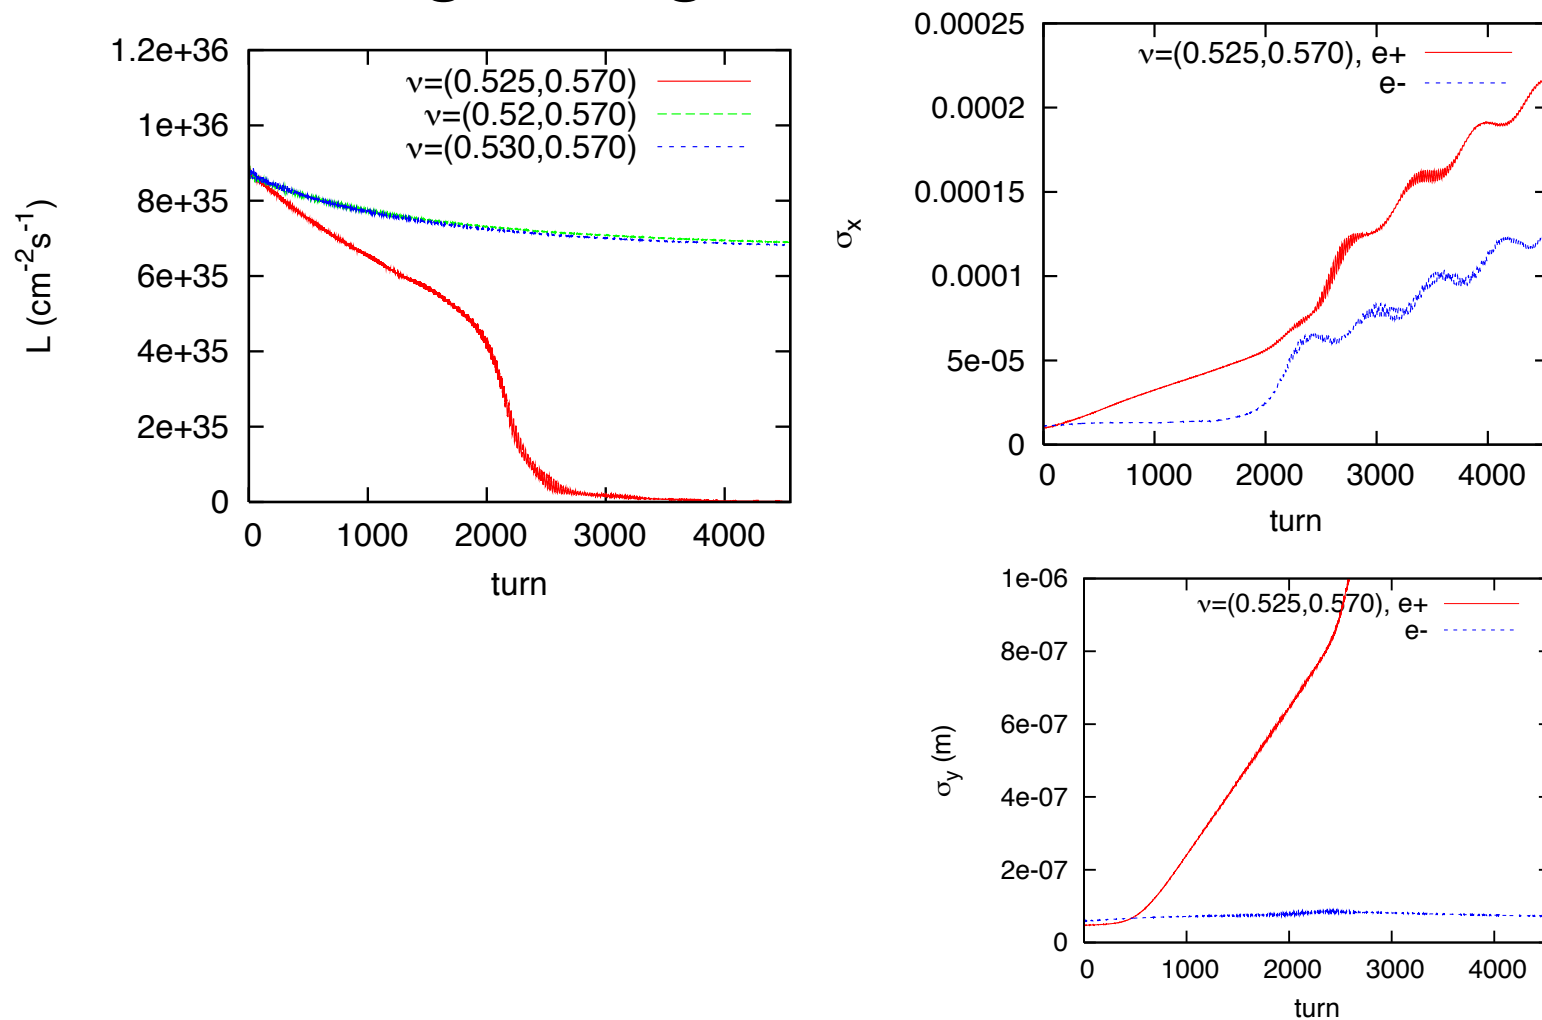 1.2e+36
1e+36
8e+35
6e+35
4e+35
2e+35
0
L (cm-2s-1)
ν=(0.525,0.570)
ν=(0.52,0.570)
ν=(0.530,0.570)
0 1000 2000 3000 4000
turn
0.00025
0.0002
0.00015
0.0001
5e-05
0
σx
ν=(0.525,0.570), e+
e-
0 1000 2000 3000 4000
turn
1e-06
8e-07
6e-07
4e-07
2e-07
0
σy (m)
ν=(0.525,0.570), e+
e-
0 1000 2000 3000 4000
turn